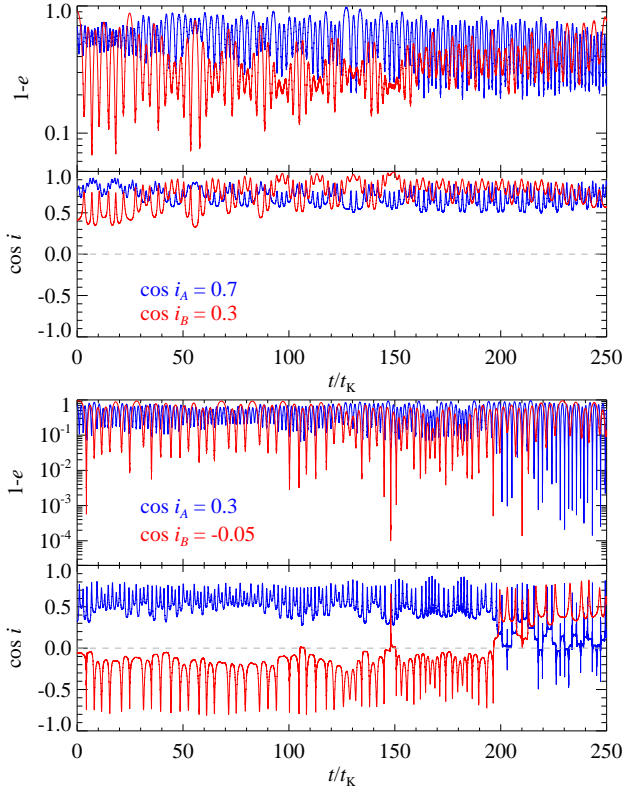 1.0
1-e
0.1
1.0
0.5
cos i
0.0
-0.5
cos i_A = 0.7
cos i_B = 0.3
-1.0
0 50 100 150 200 250
t/t_K
1
10^-1
1-e
10^-2
10^-3
cos i_A = 0.3
10^-4
cos i_B = -0.05
1.0
0.5
cos i
0.0
-0.5
-1.0
0 50 100 150 200 250
t/t_K